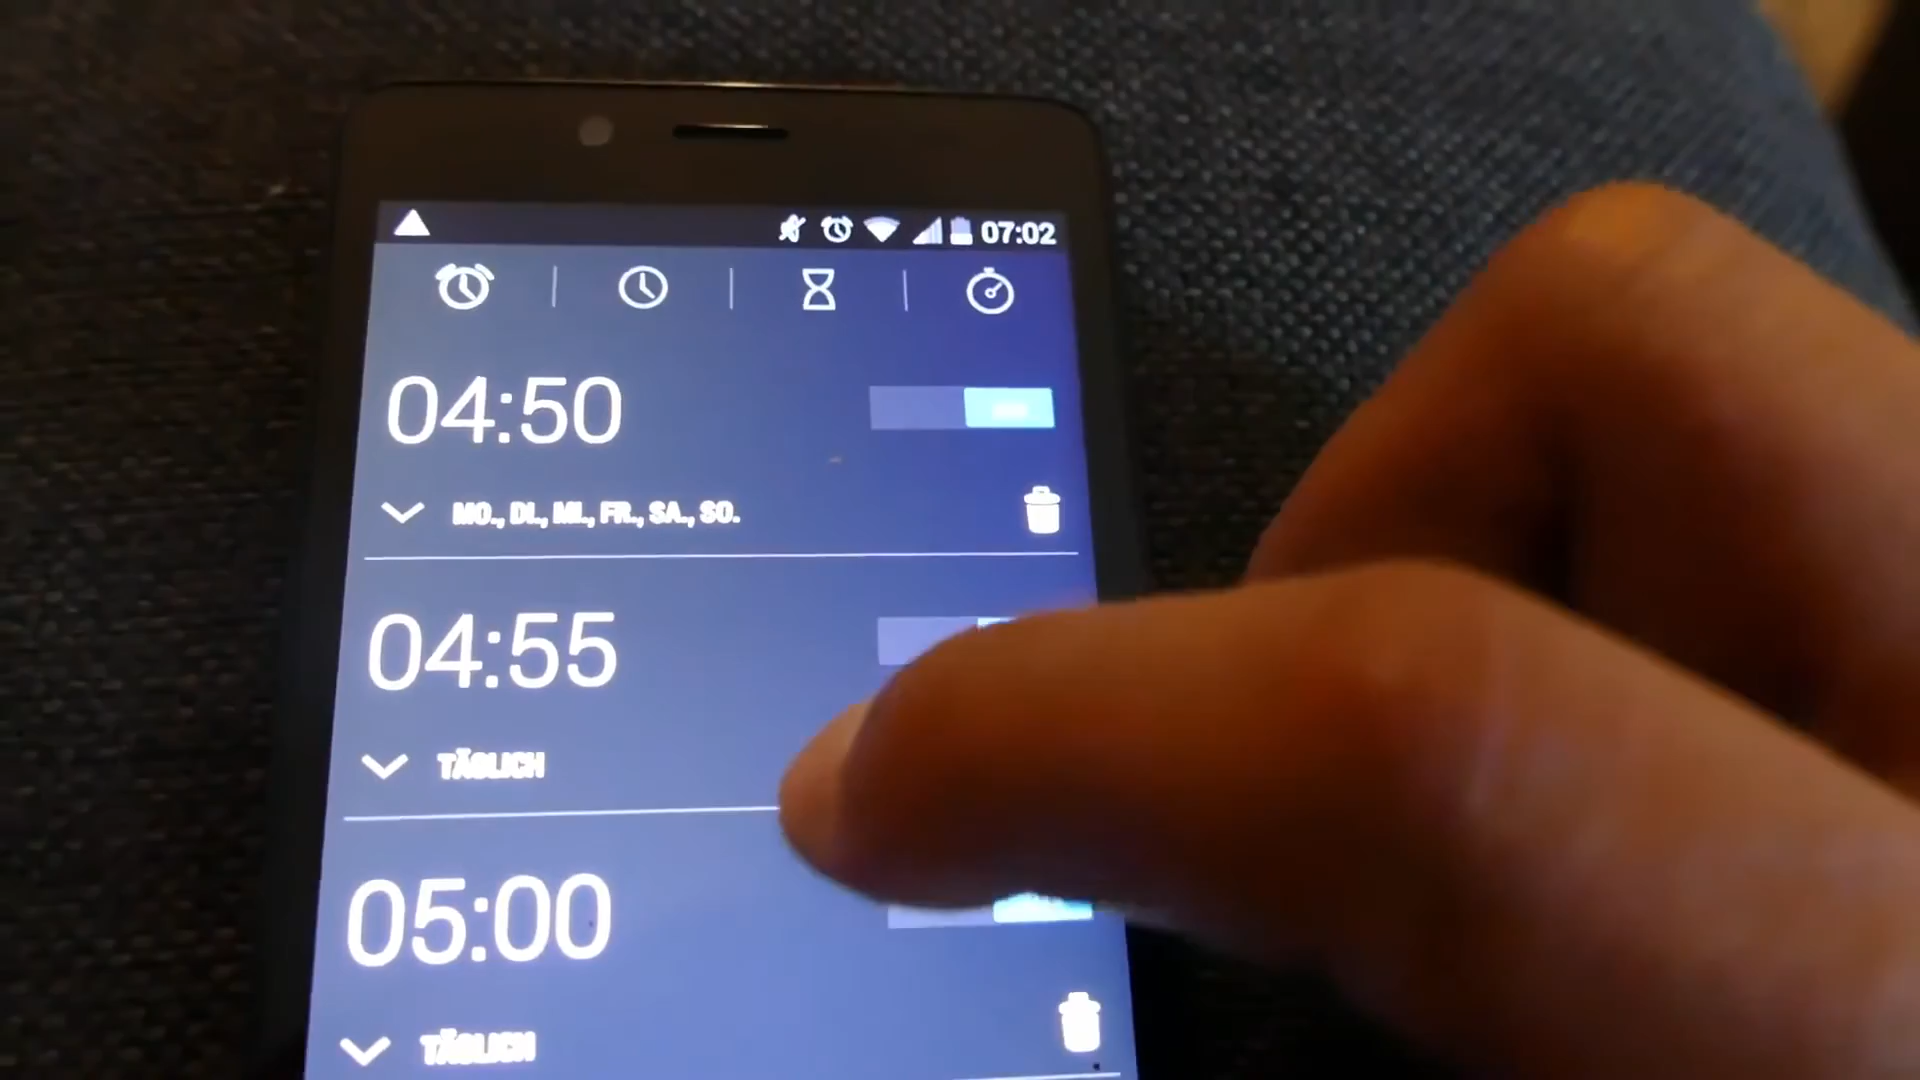 07:02
04:50
MO., DI., MI., FR., SA., SO.
04:55
TÄGLICH
05:00
TÄGLICH